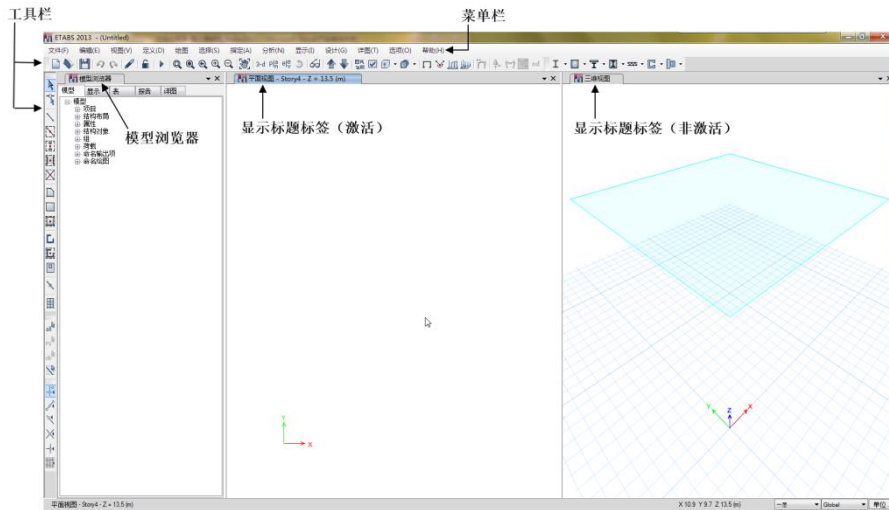 工具栏
菜单栏
ETABS 2013 - (Untitled)
文件(F) 编辑(E) 视图(V) 定义(D) 绘图 选择(S) 指定(A) 分析(N) 显示(I) 设计(G) 详图(T) 选项(O) 帮助(H)
模型浏览器
平面视图 - Story4 - Z = 13.5 (m)
三维视图
模型 显示 表 报告 详图
模型
项目
结构布局
属性
结构对象
组
荷载
命名输出项
命名绘图
模型浏览器
显示标题标签（激活）
显示标题标签（非激活）
Y
X
Y
Z
X
平面视图 - Story4 - Z = 13.5 (m)
X 10.9 Y 9.7 Z 13.5 (m)
Global
单位